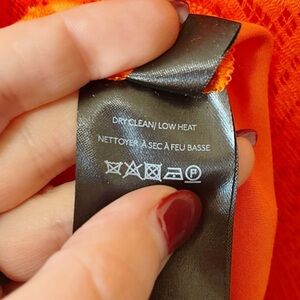 DRY CLEAN/ LOW HEAT
NETTOYER À SEC À FEU BASSE
P